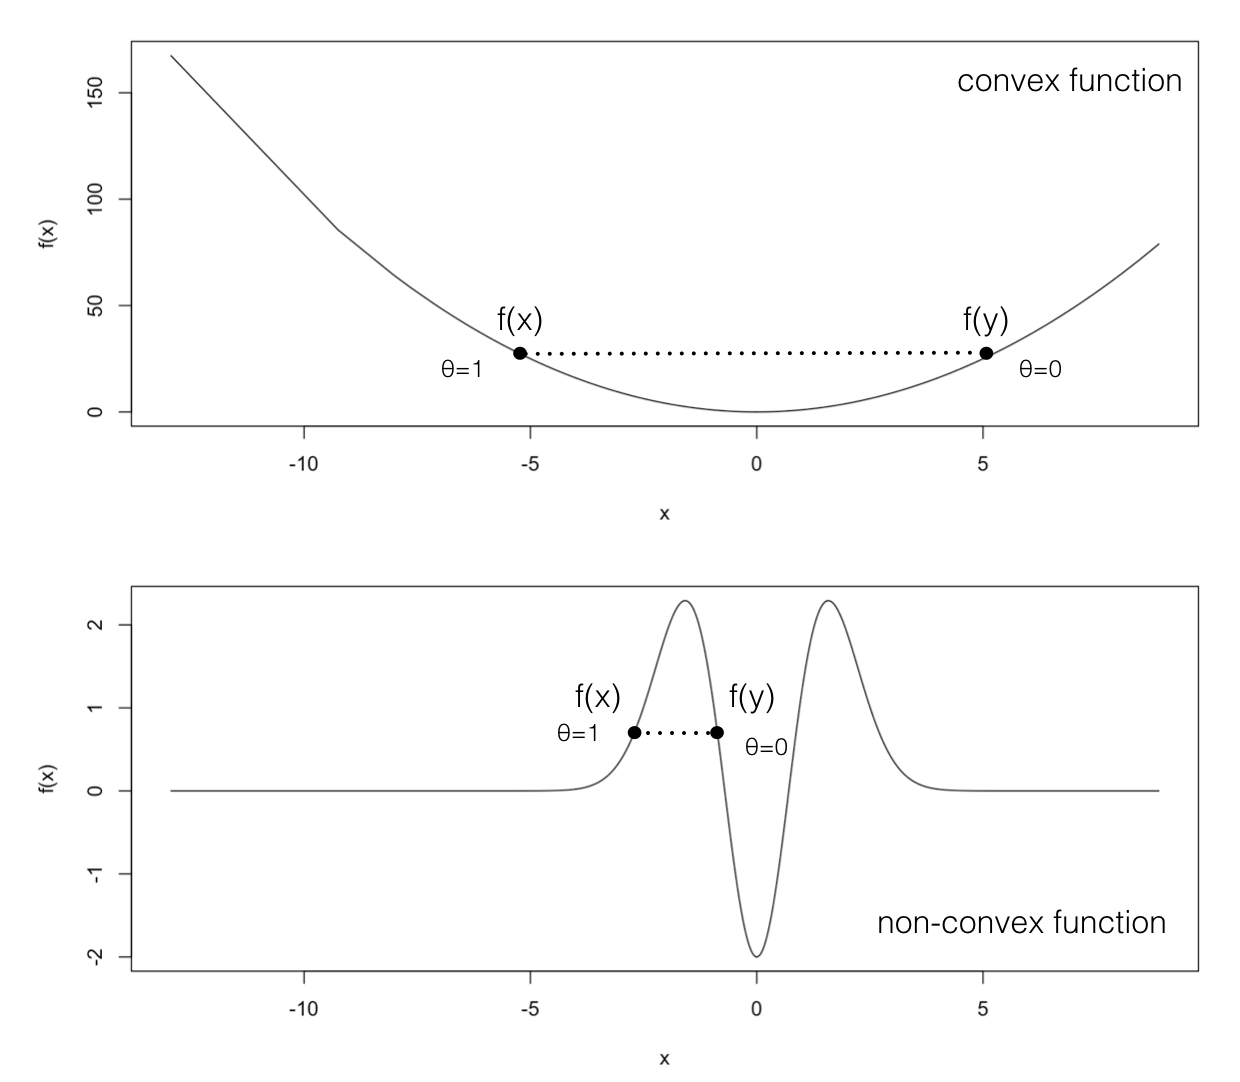 convex function
150
100
50
0
f(x)
f(x)
f(y)
θ=1
θ=0
-10
-5
0
5
x
2
1
0
-1
-2
f(x)
f(x)
f(y)
θ=1
θ=0
non-convex function
-10
-5
0
5
x